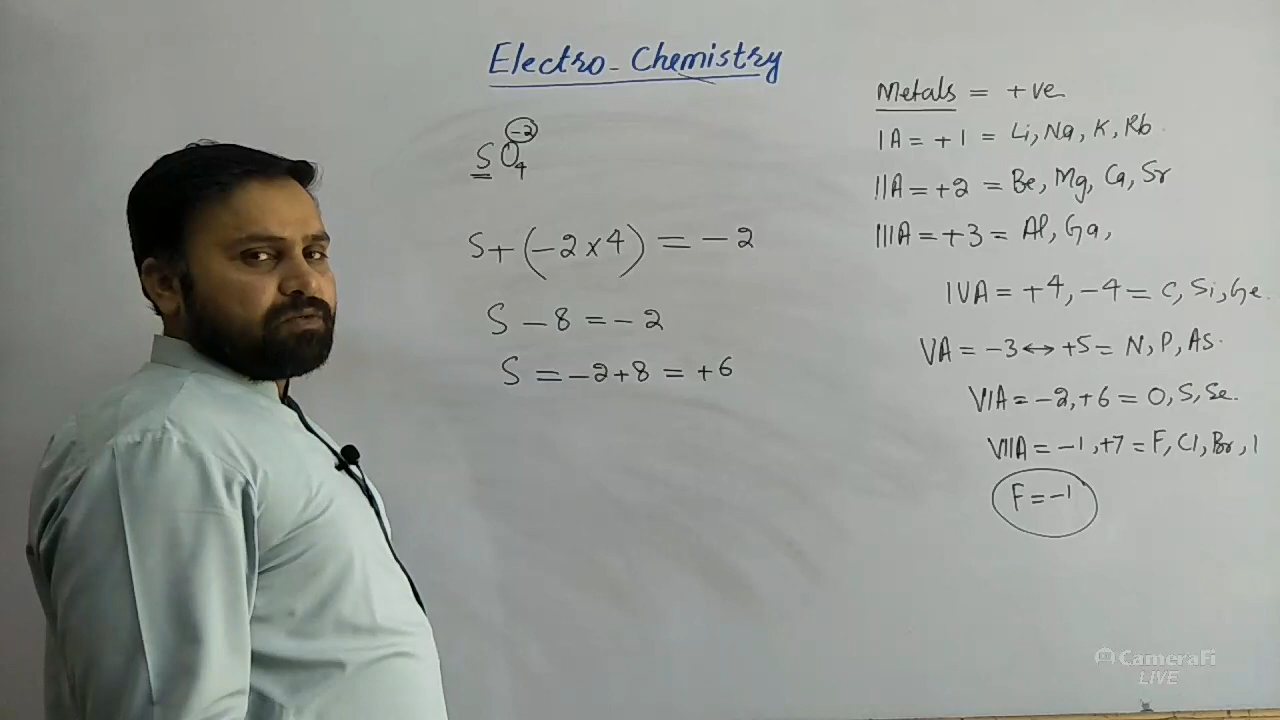 Electro-Chemistry
SO₄⁻²
S+(-2×4) = -2
S -8 = -2
S = -2+8 = +6
Metals = +ve
IA = +1 = Li, Na, K, Rb
IIA = +2 = Be, Mg, Ca, Sr
IIIA = +3 = Al, Ga,
IVA = +4, -4 = C, Si, Ge
VA = -3 ↔ +5 = N, P, As.
VIA = -2, +6 = O, S, Se.
VIIA = -1, +7 = F, Cl, Br, I
F = -1
CameraFi
LIVE